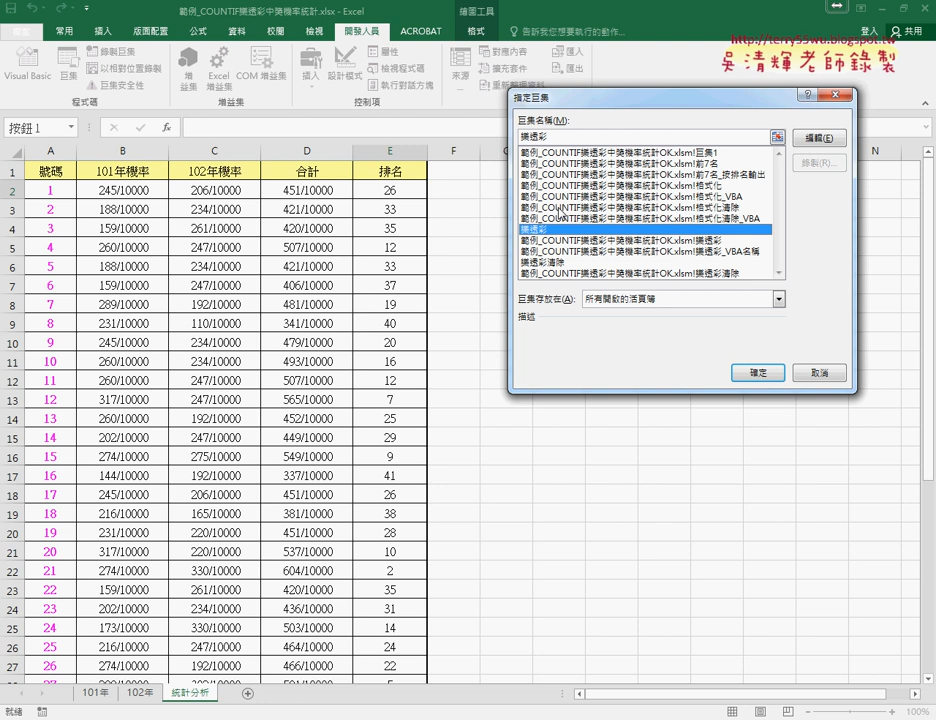 範例_COUNTIF樂透彩中獎機率統計.xlsx - Excel
繪圖工具
常用 插入 版面配置 公式 資料 校閱 檢視 開發人員 ACROBAT 格式 告訴我您想要執行的動作... 登入 共用
http://terry55wu.blogspot.tw
吳清輝老師錄製
Visual Basic 巨集 錄製巨集 以相對位置錄製 巨集安全性
增益集 Excel 增益集 COM 增益集
插入 設計模式 屬性 檢視程式碼 執行對話方塊
來源 對應內容 擴充套件 匯入 匯出
程式碼 增益集 控制項
按鈕 1 fx
A B C D E F N
1 號碼 101年機率 102年機率 合計 排名
2 1 245/10000 206/10000 451/10000 26
3 2 188/10000 234/10000 421/10000 33
4 3 159/10000 261/10000 420/10000 35
5 4 260/10000 247/10000 507/10000 12
6 5 188/10000 234/10000 421/10000 33
7 6 159/10000 247/10000 406/10000 37
8 7 289/10000 192/10000 481/10000 19
9 8 231/10000 110/10000 341/10000 40
10 9 245/10000 234/10000 479/10000 20
11 10 260/10000 234/10000 493/10000 16
12 11 260/10000 247/10000 507/10000 12
13 12 317/10000 247/10000 565/10000 7
14 13 260/10000 192/10000 452/10000 25
15 14 202/10000 247/10000 449/10000 29
16 15 274/10000 275/10000 549/10000 9
17 16 144/10000 192/10000 337/10000 41
18 17 245/10000 206/10000 451/10000 26
19 18 216/10000 165/10000 381/10000 38
20 19 231/10000 220/10000 451/10000 28
21 20 317/10000 220/10000 537/10000 10
22 21 274/10000 330/10000 604/10000 2
23 22 159/10000 261/10000 420/10000 35
24 23 202/10000 234/10000 436/10000 31
25 24 173/10000 330/10000 503/10000 14
26 25 216/10000 247/10000 464/10000 24
27 26 274/10000 192/10000 466/10000 22
指定巨集
巨集名稱(M):
樂透彩
編輯(E)
錄製(R)...
範例_COUNTIF樂透彩中獎機率統計OK.xlsm!巨集1
範例_COUNTIF樂透彩中獎機率統計OK.xlsm!前7名
範例_COUNTIF樂透彩中獎機率統計OK.xlsm!前7名_按排名輸出
範例_COUNTIF樂透彩中獎機率統計OK.xlsm!格式化
範例_COUNTIF樂透彩中獎機率統計OK.xlsm!格式化_VBA
範例_COUNTIF樂透彩中獎機率統計OK.xlsm!格式化清除
範例_COUNTIF樂透彩中獎機率統計OK.xlsm!格式化清除_VBA
樂透彩
範例_COUNTIF樂透彩中獎機率統計OK.xlsm!樂透彩
範例_COUNTIF樂透彩中獎機率統計OK.xlsm!樂透彩_VBA名稱
樂透彩清除
範例_COUNTIF樂透彩中獎機率統計OK.xlsm!樂透彩清除
巨集存放在(A): 所有開啟的活頁簿
描述
確定 取消
101年 102年 統計分析
就緒 100%